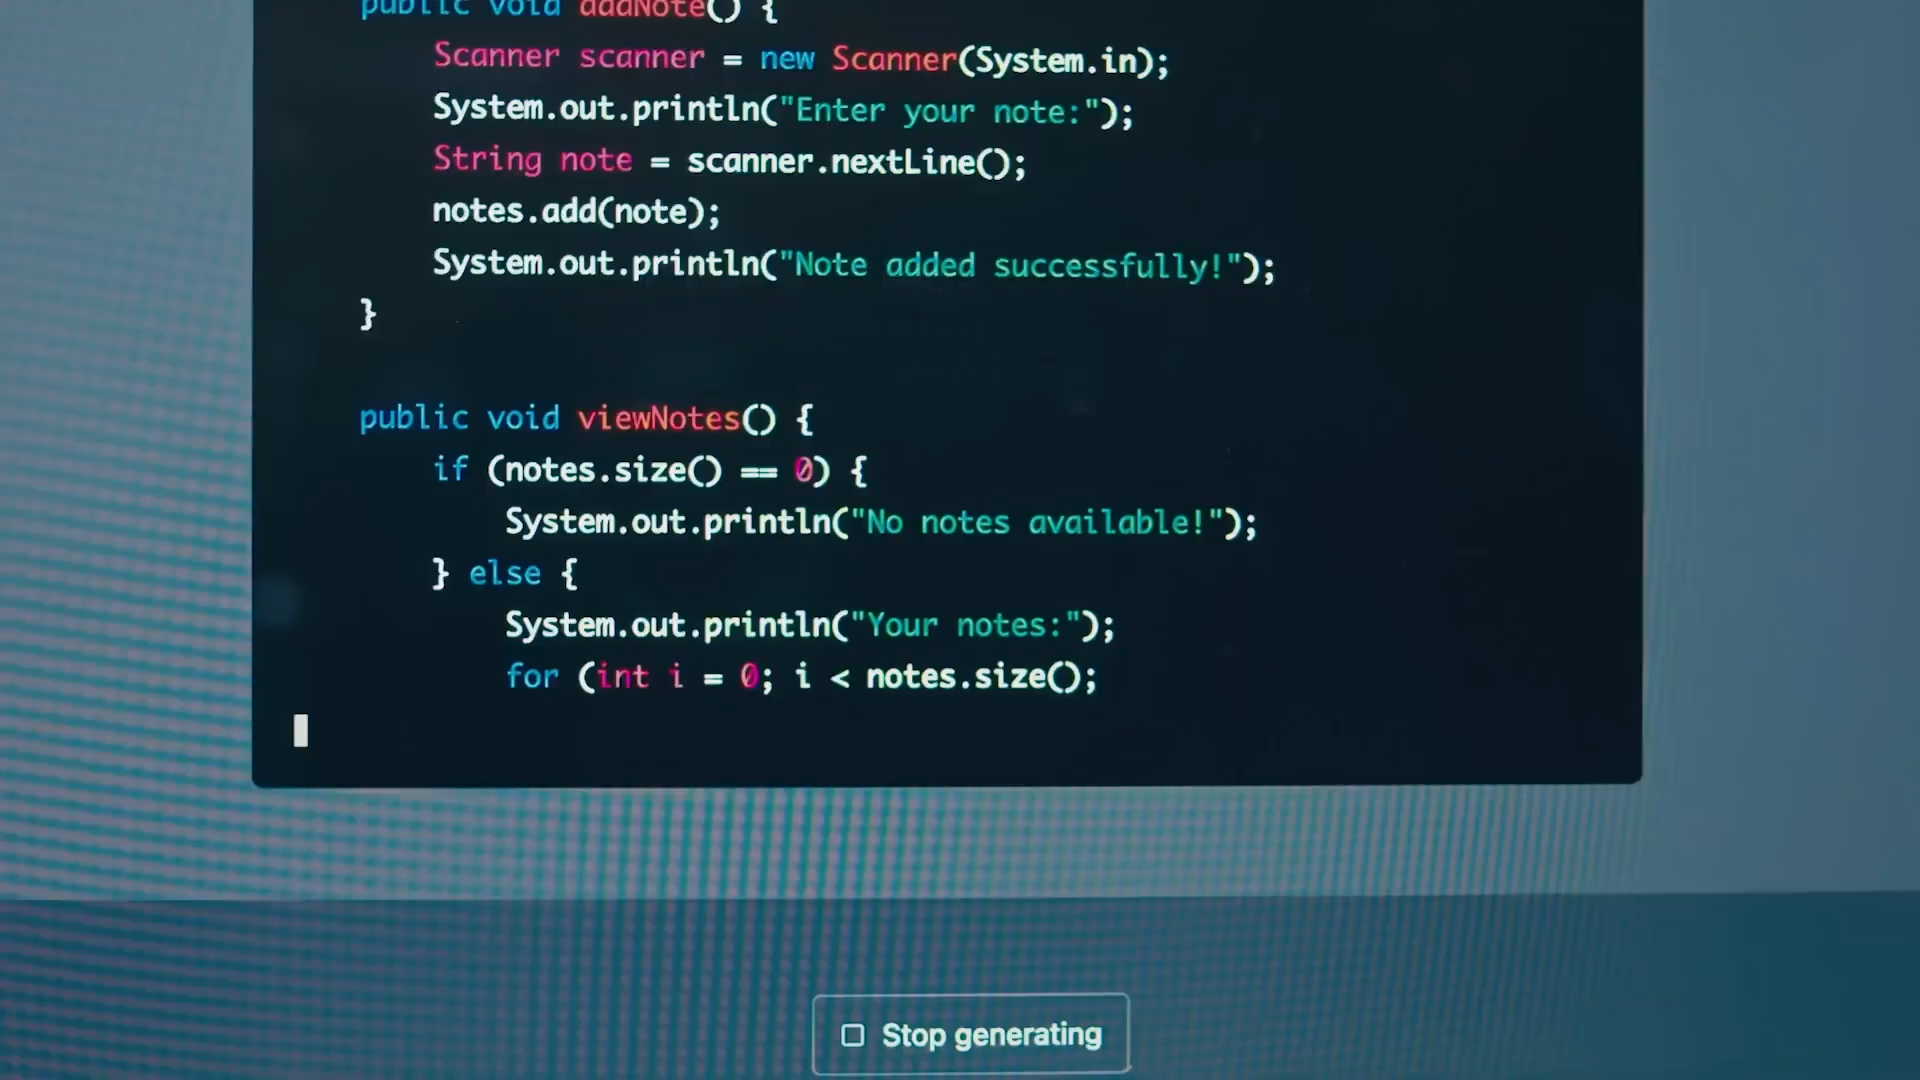 public void addNote() {
Scanner scanner = new Scanner(System.in);
System.out.println("Enter your note:");
String note = scanner.nextLine();
notes.add(note);
System.out.println("Note added successfully!");
}
public void viewNotes() {
if (notes.size() == 0) {
System.out.println("No notes available!");
} else {
System.out.println("Your notes:");
for (int i = 0; i < notes.size();
Stop generating